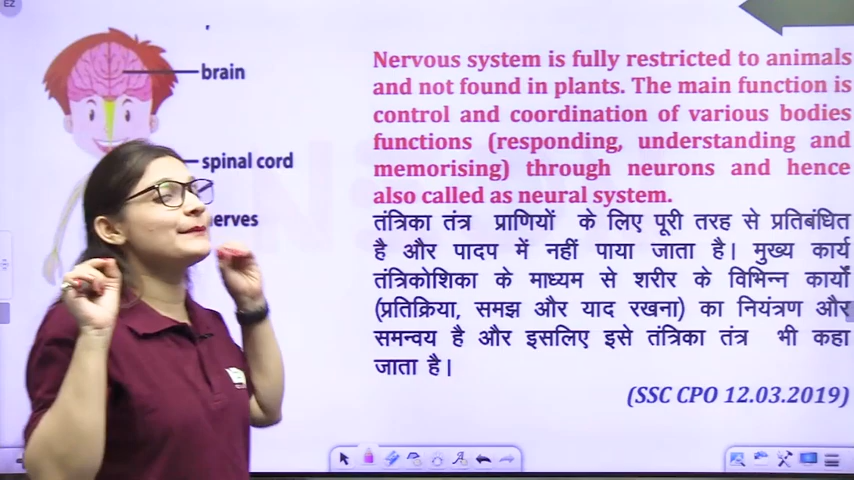 EZ
brain
spinal cord
nerves
Nervous system is fully restricted to animals
and not found in plants. The main function is
control and coordination of various bodies
functions (responding, understanding and
memorising) through neurons and hence
also called as neural system.
तंत्रिका तंत्र प्राणियों के लिए पूरी तरह से प्रतिबंधित
है और पादप में नहीं पाया जाता है। मुख्य कार्य
तंत्रिकोशिका के माध्यम से शरीर के विभिन्न कार्यों
(प्रतिक्रिया, समझ और याद रखना) का नियंत्रण और
समन्वय है और इसलिए इसे तंत्रिका तंत्र भी कहा
जाता है।
(SSC CPO 12.03.2019)